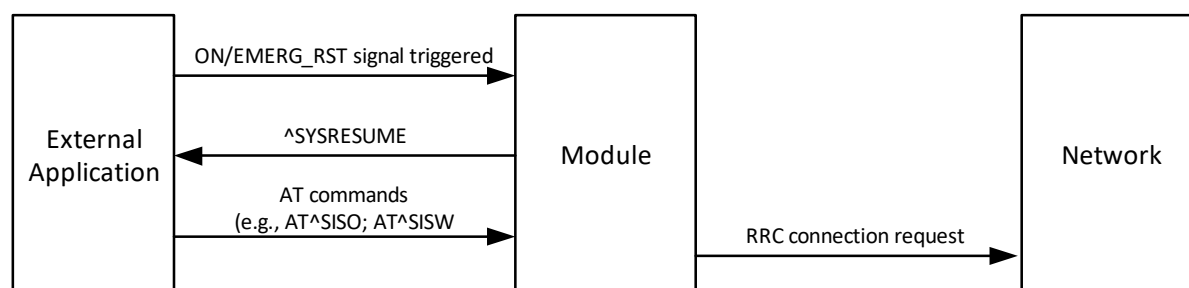 ON/EMERG_RST signal triggered
External
Application
^SYSRESUME
Module
Network
AT commands
(e.g., AT^SISO; AT^SISW
RRC connection request